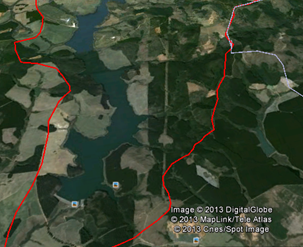 Image © 2013 DigitalGlobe
© 2013 MapLink/Tele Atlas
© 2013 Cnes/Spot Image